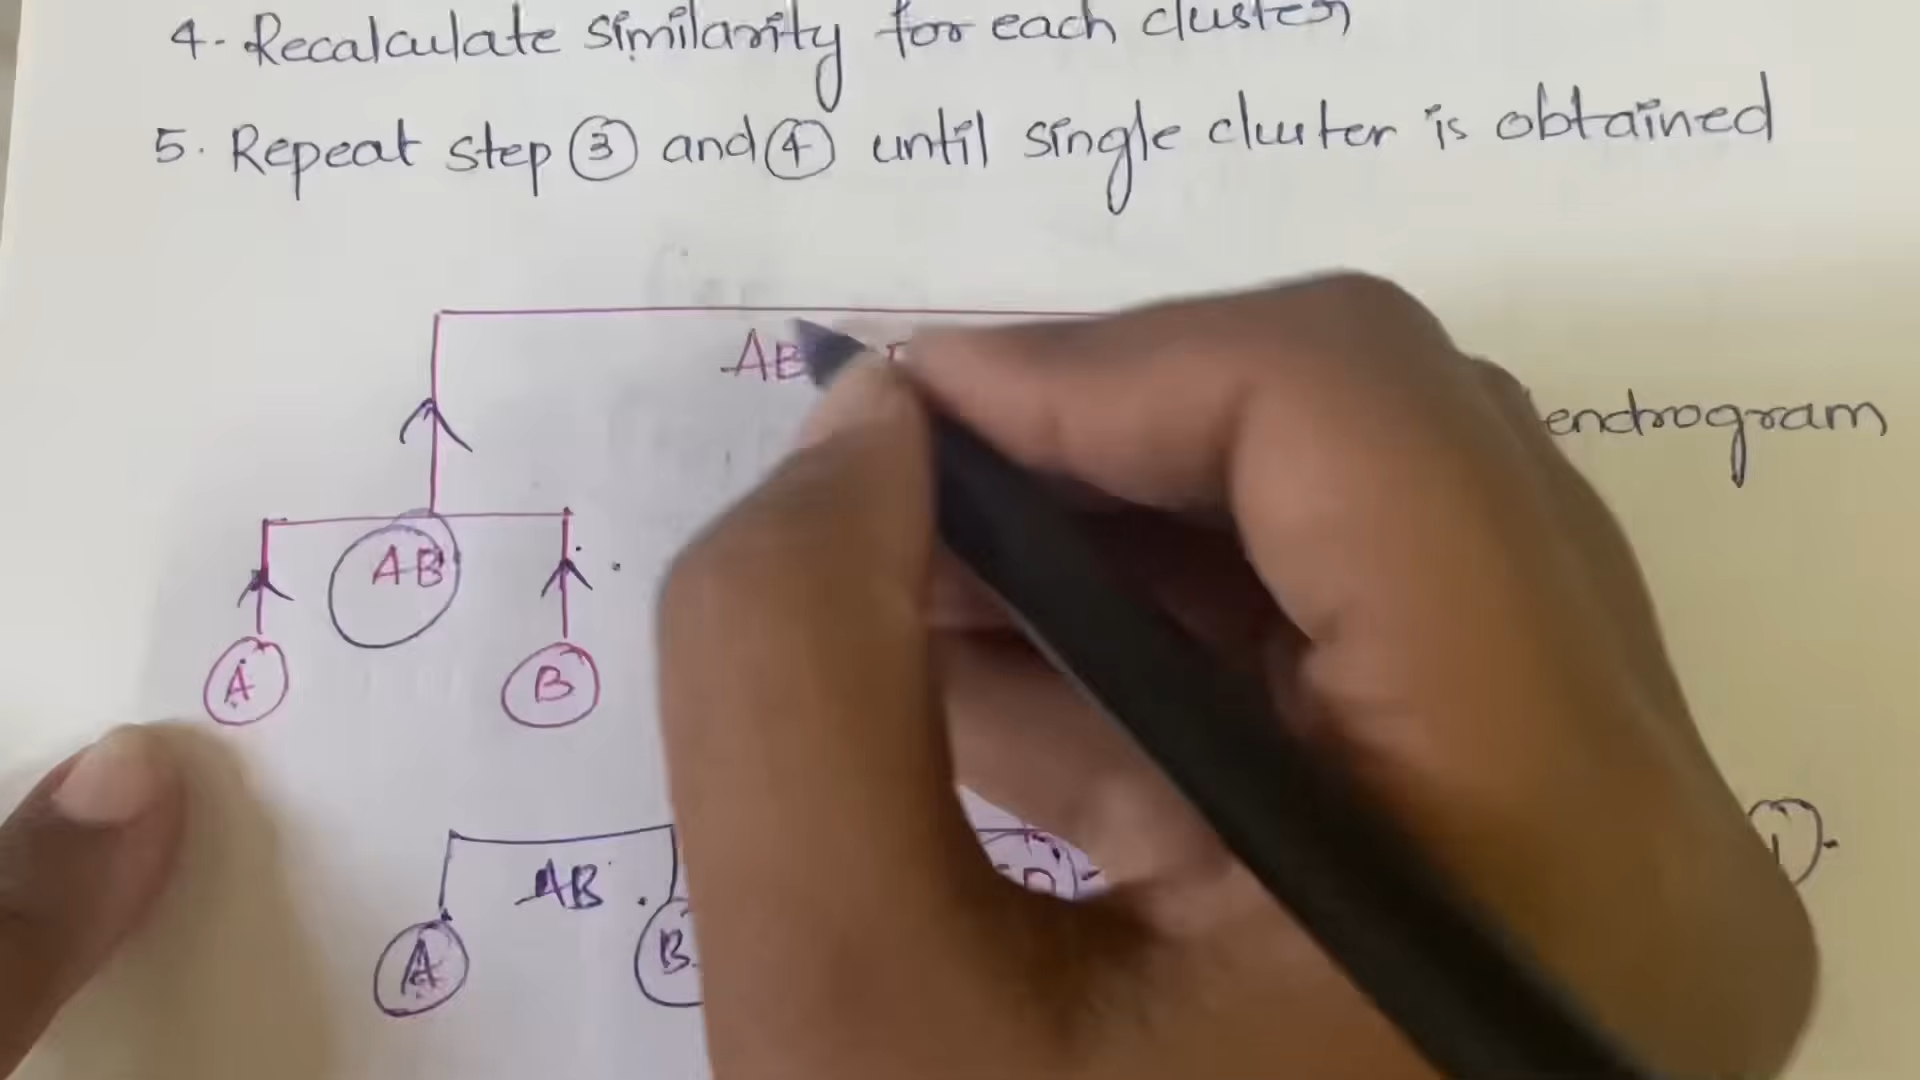 4. Recalculate similarity for each cluster
5. Repeat step ③ and ④ until single cluster is obtained
AB
endrogram
AB
A
B
AB
A
B